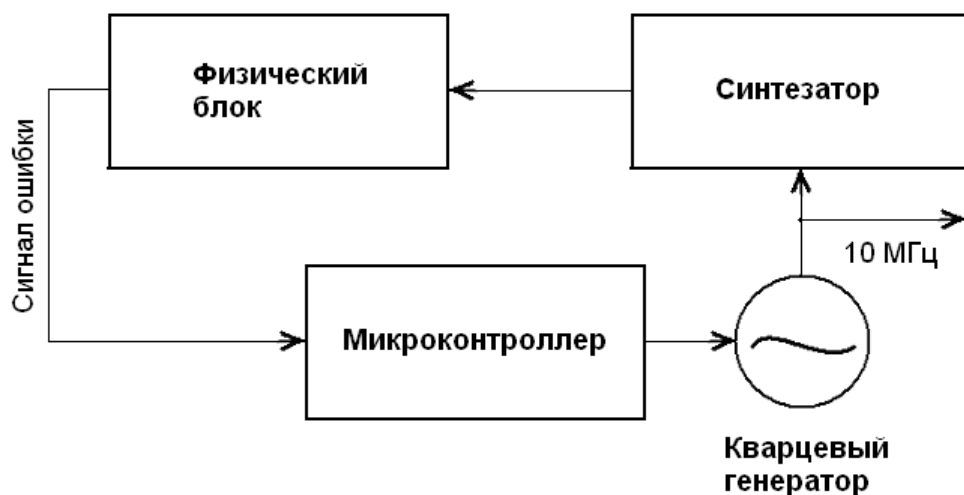 Физический
блок
Синтезатор
Сигнал ошибки
10 МГц
Микроконтроллер
Кварцевый
генератор